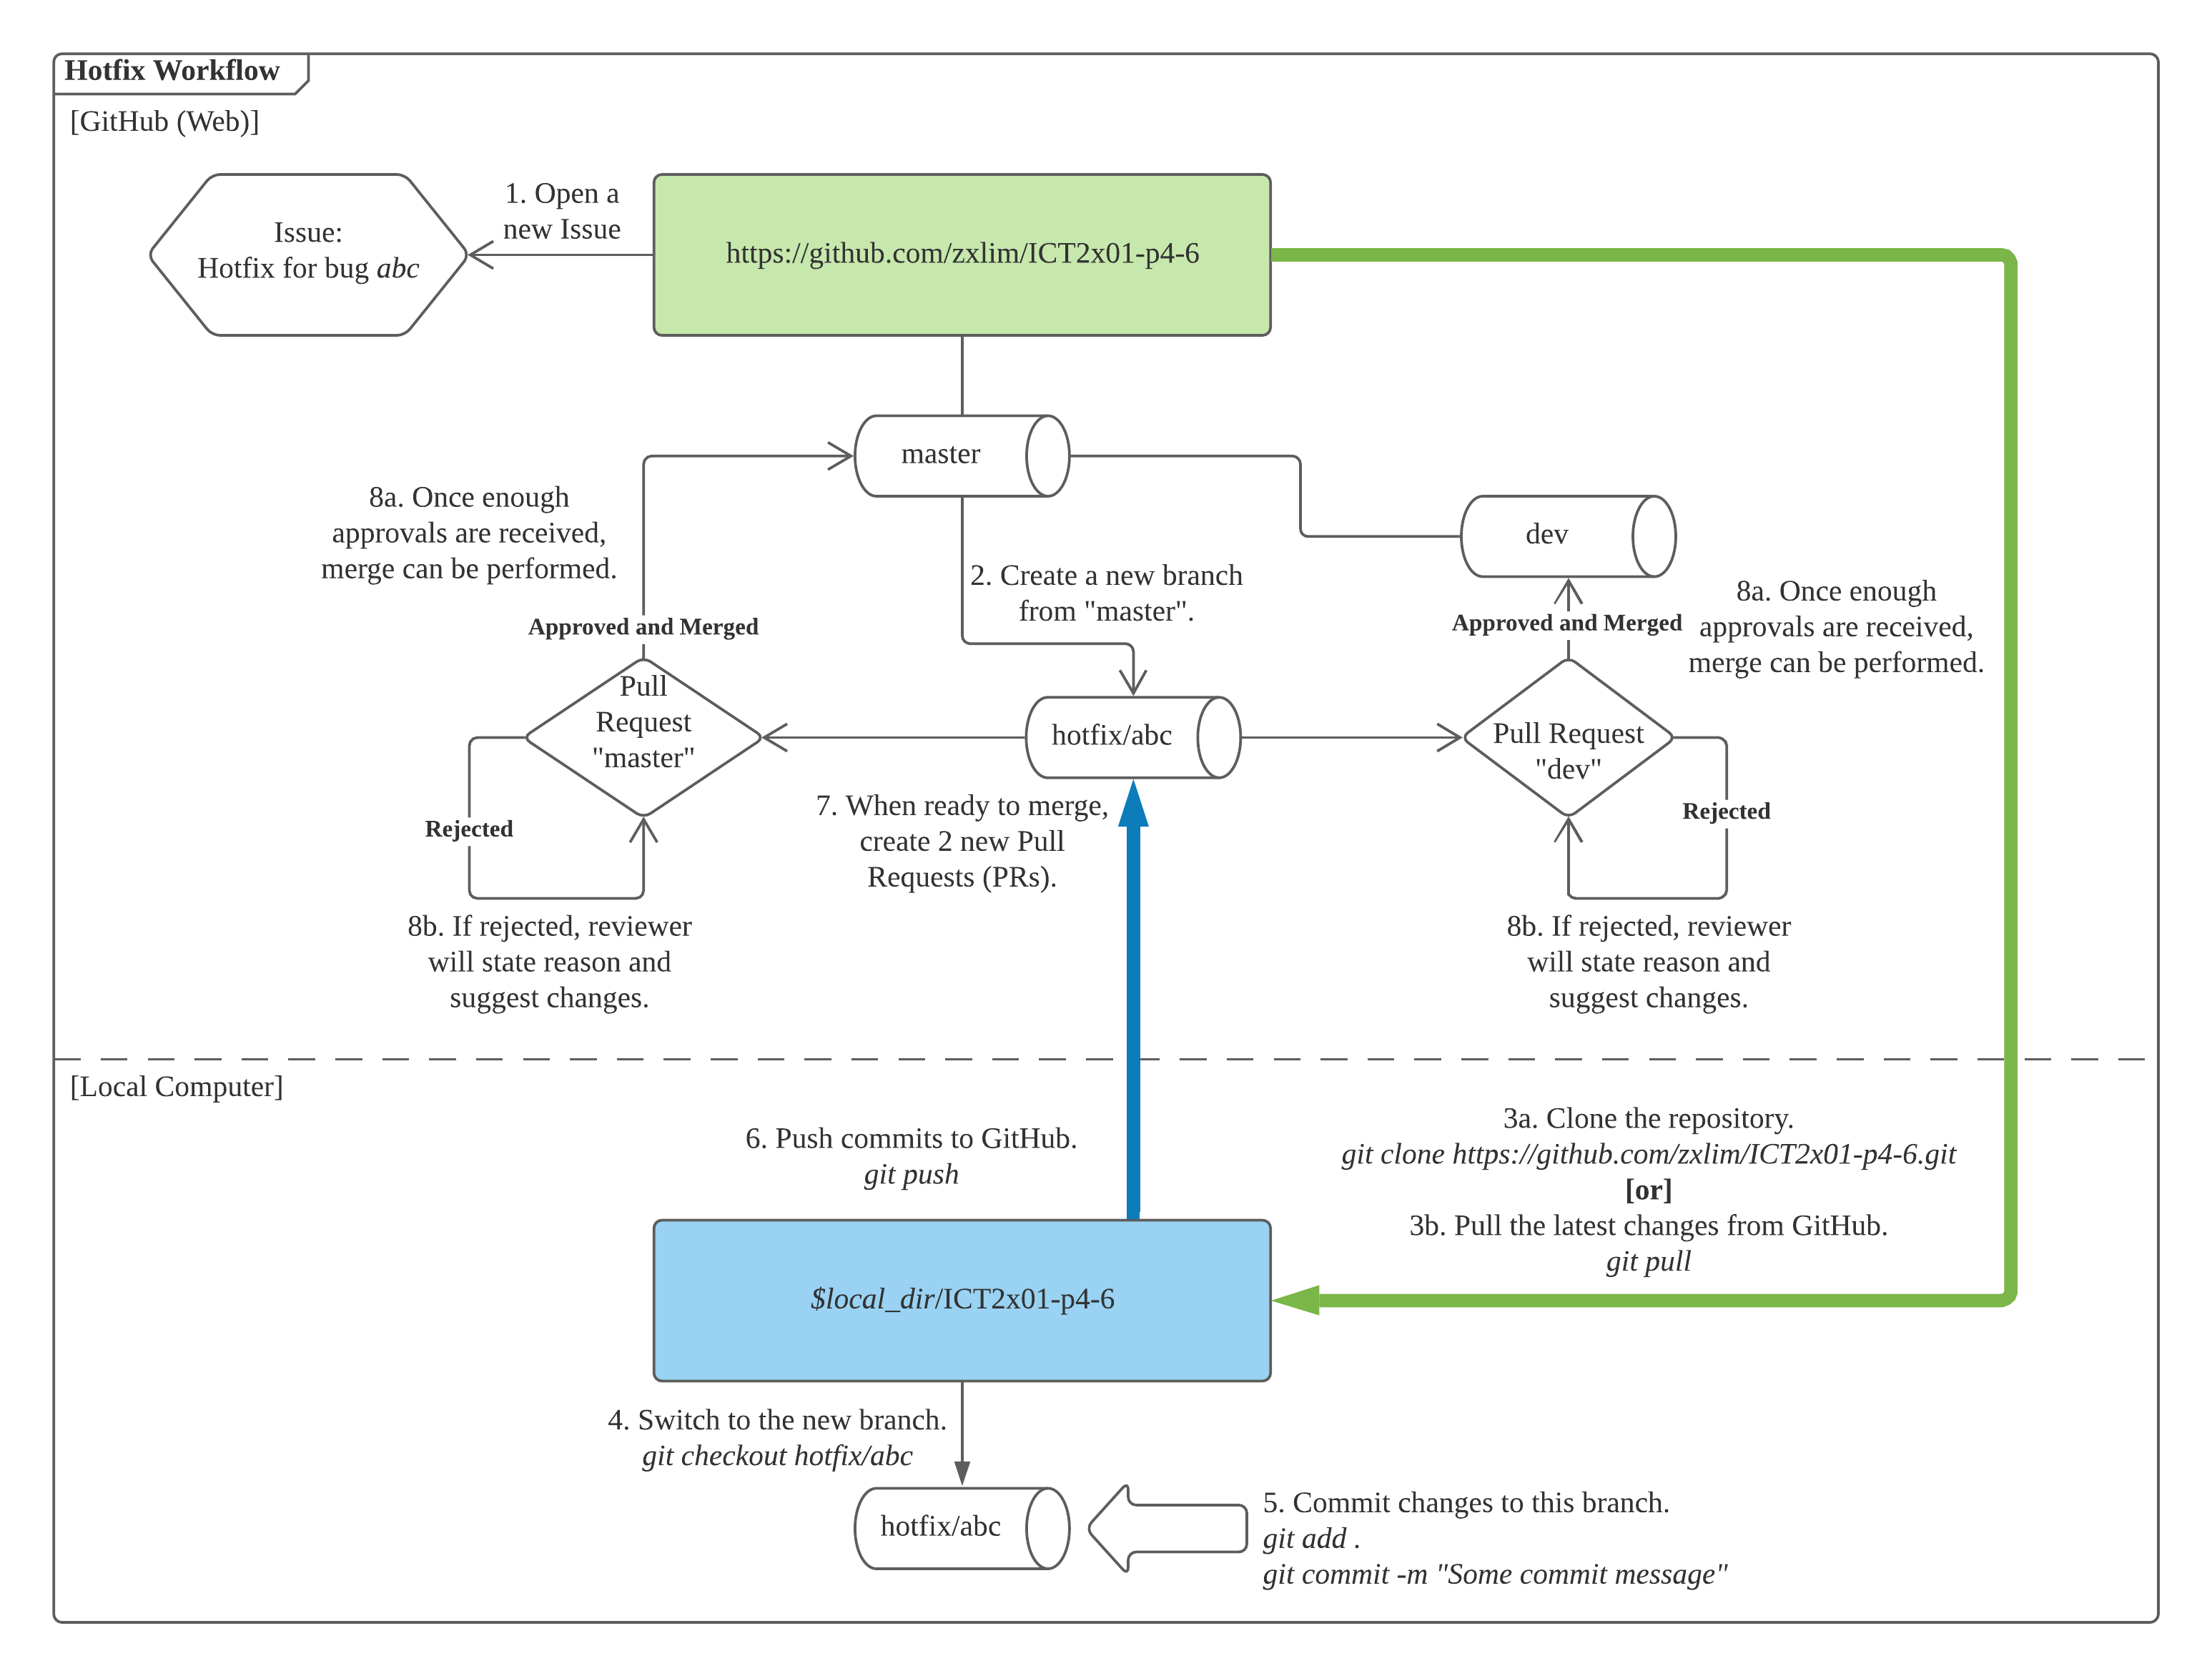 Hotfix Workflow
[GitHub (Web)]
Issue:
Hotfix for bug abc
1. Open a
new Issue
https://github.com/zxlim/ICT2x01-p4-6
master
dev
8a. Once enough
approvals are received,
merge can be performed.
Approved and Merged
2. Create a new branch
from "master".
Approved and Merged
8a. Once enough
approvals are received,
merge can be performed.
Pull
Request
"master"
hotfix/abc
Pull Request
"dev"
Rejected
7. When ready to merge,
create 2 new Pull
Requests (PRs).
Rejected
8b. If rejected, reviewer
will state reason and
suggest changes.
8b. If rejected, reviewer
will state reason and
suggest changes.
[Local Computer]
6. Push commits to GitHub.
git push
3a. Clone the repository.
git clone https://github.com/zxlim/ICT2x01-p4-6.git
[or]
3b. Pull the latest changes from GitHub.
git pull
$local_dir/ICT2x01-p4-6
4. Switch to the new branch.
git checkout hotfix/abc
hotfix/abc
5. Commit changes to this branch.
git add .
git commit -m "Some commit message"